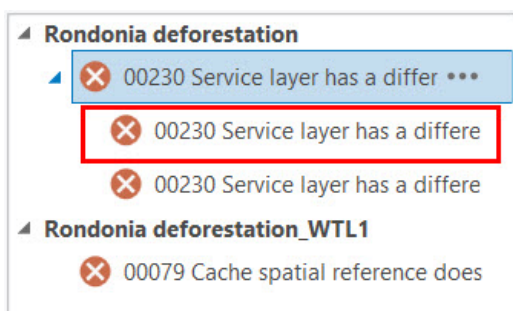 Rondonia deforestation
00230 Service layer has a differ •••
00230 Service layer has a differe
00230 Service layer has a differe
Rondonia deforestation_WTL1
00079 Cache spatial reference does